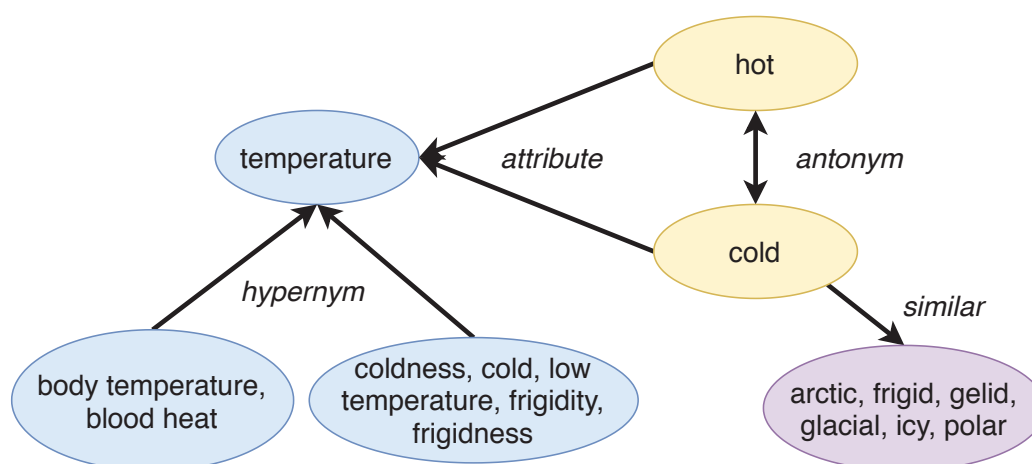 hot
temperature
attribute
antonym
cold
hypernym
similar
body temperature,
blood heat
coldness, cold, low
temperature, frigidity,
frigidness
arctic, frigid, gelid,
glacial, icy, polar